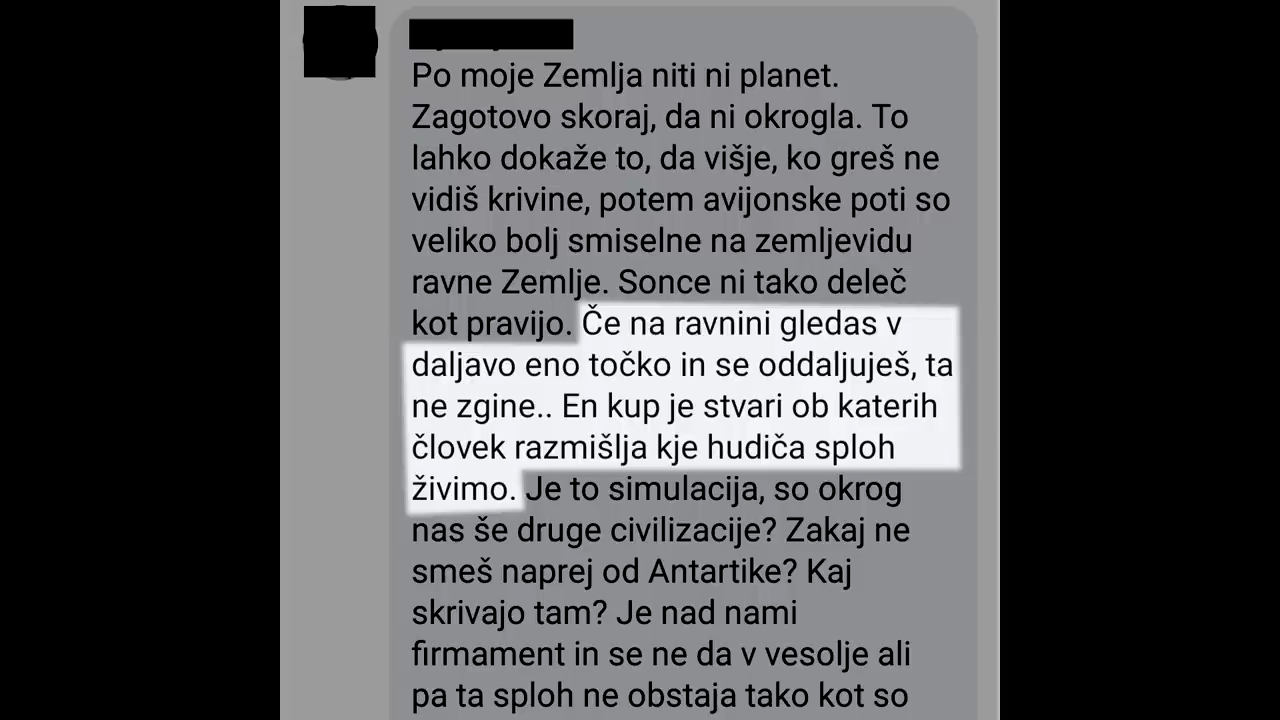 Po moje Zemlja niti ni planet.
Zagotovo skoraj, da ni okrogla. To
lahko dokaže to, da višje, ko greš ne
vidiš krivine, potem avijonske poti so
veliko bolj smiselne na zemljevidu
ravne Zemlje. Sonce ni tako deleč
kot pravijo. Če na ravnini gledas v
daljavo eno točko in se oddaljuješ, ta
ne zgine.. En kup je stvari ob katerih
človek razmišlja kje hudiča sploh
živimo. Je to simulacija, so okrog
nas še druge civilizacije? Zakaj ne
smeš naprej od Antartike? Kaj
skrivajo tam? Je nad nami
firmament in se ne da v vesolje ali
pa ta sploh ne obstaja tako kot so